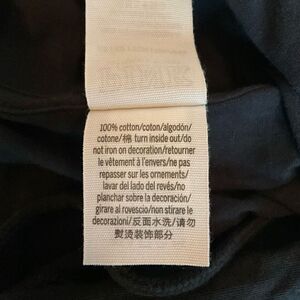 100% cotton/coton/algodón/
cotone/棉 turn inside out/do
not iron on decoration/retourner
le vêtement à l'envers/ne pas
repasser sur les ornements/
lavar del lado del revés/no
planchar sobre la decoración/
girare al rovescio/non stirare le
decorazioni/反面水洗/请勿
熨烫装饰部分